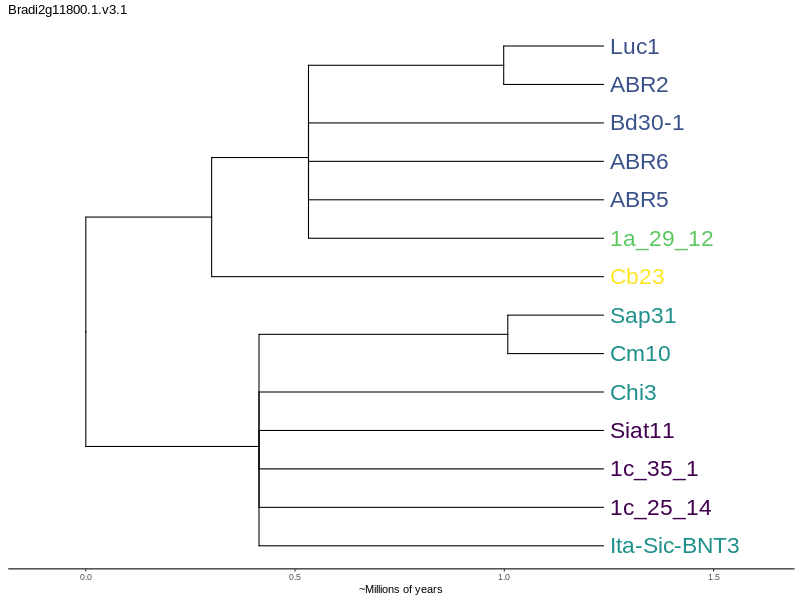 Bradi2g11800.1.v3.1
Luc1
ABR2
Bd30-1
ABR6
ABR5
1a_29_12
Cb23
Sap31
Cm10
Chi3
Siat11
1c_35_1
1c_25_14
Ita-Sic-BNT3
0.0 0.5 1.0 1.5
~Millions of years